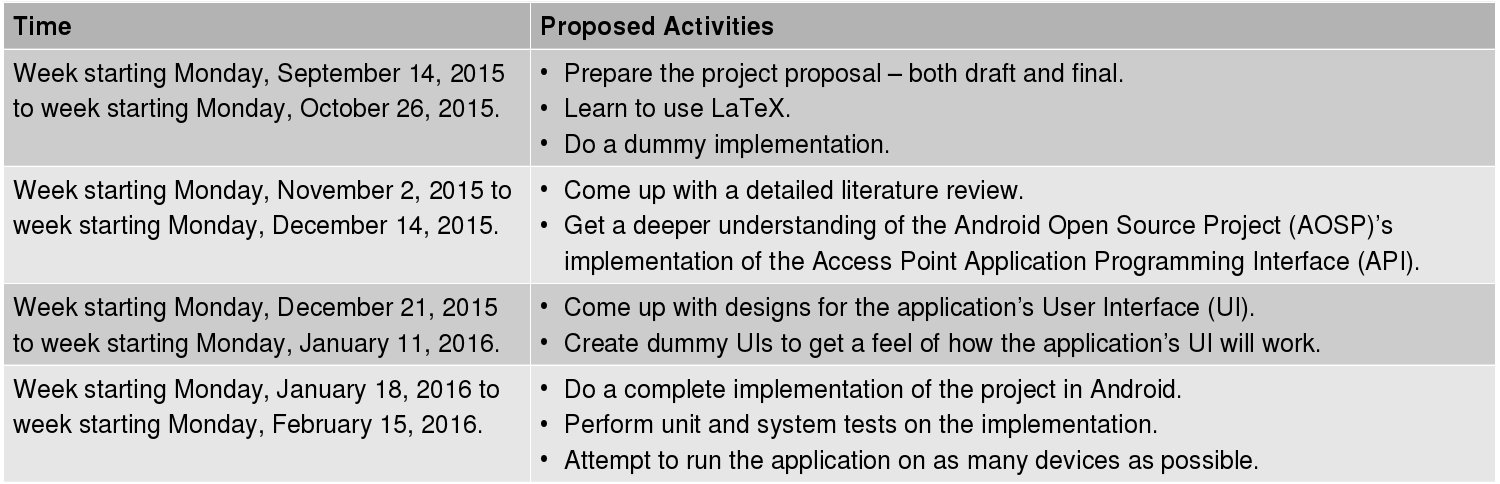 Time
Proposed Activities
Week starting Monday, September 14, 2015
to week starting Monday, October 26, 2015.
• Prepare the project proposal – both draft and final.
• Learn to use LaTeX.
• Do a dummy implementation.
Week starting Monday, November 2, 2015 to
week starting Monday, December 14, 2015.
• Come up with a detailed literature review.
• Get a deeper understanding of the Android Open Source Project (AOSP)’s
implementation of the Access Point Application Programming Interface (API).
Week starting Monday, December 21, 2015
to week starting Monday, January 11, 2016.
• Come up with designs for the application’s User Interface (UI).
• Create dummy UIs to get a feel of how the application’s UI will work.
Week starting Monday, January 18, 2016 to
week starting Monday, February 15, 2016.
• Do a complete implementation of the project in Android.
• Perform unit and system tests on the implementation.
• Attempt to run the application on as many devices as possible.